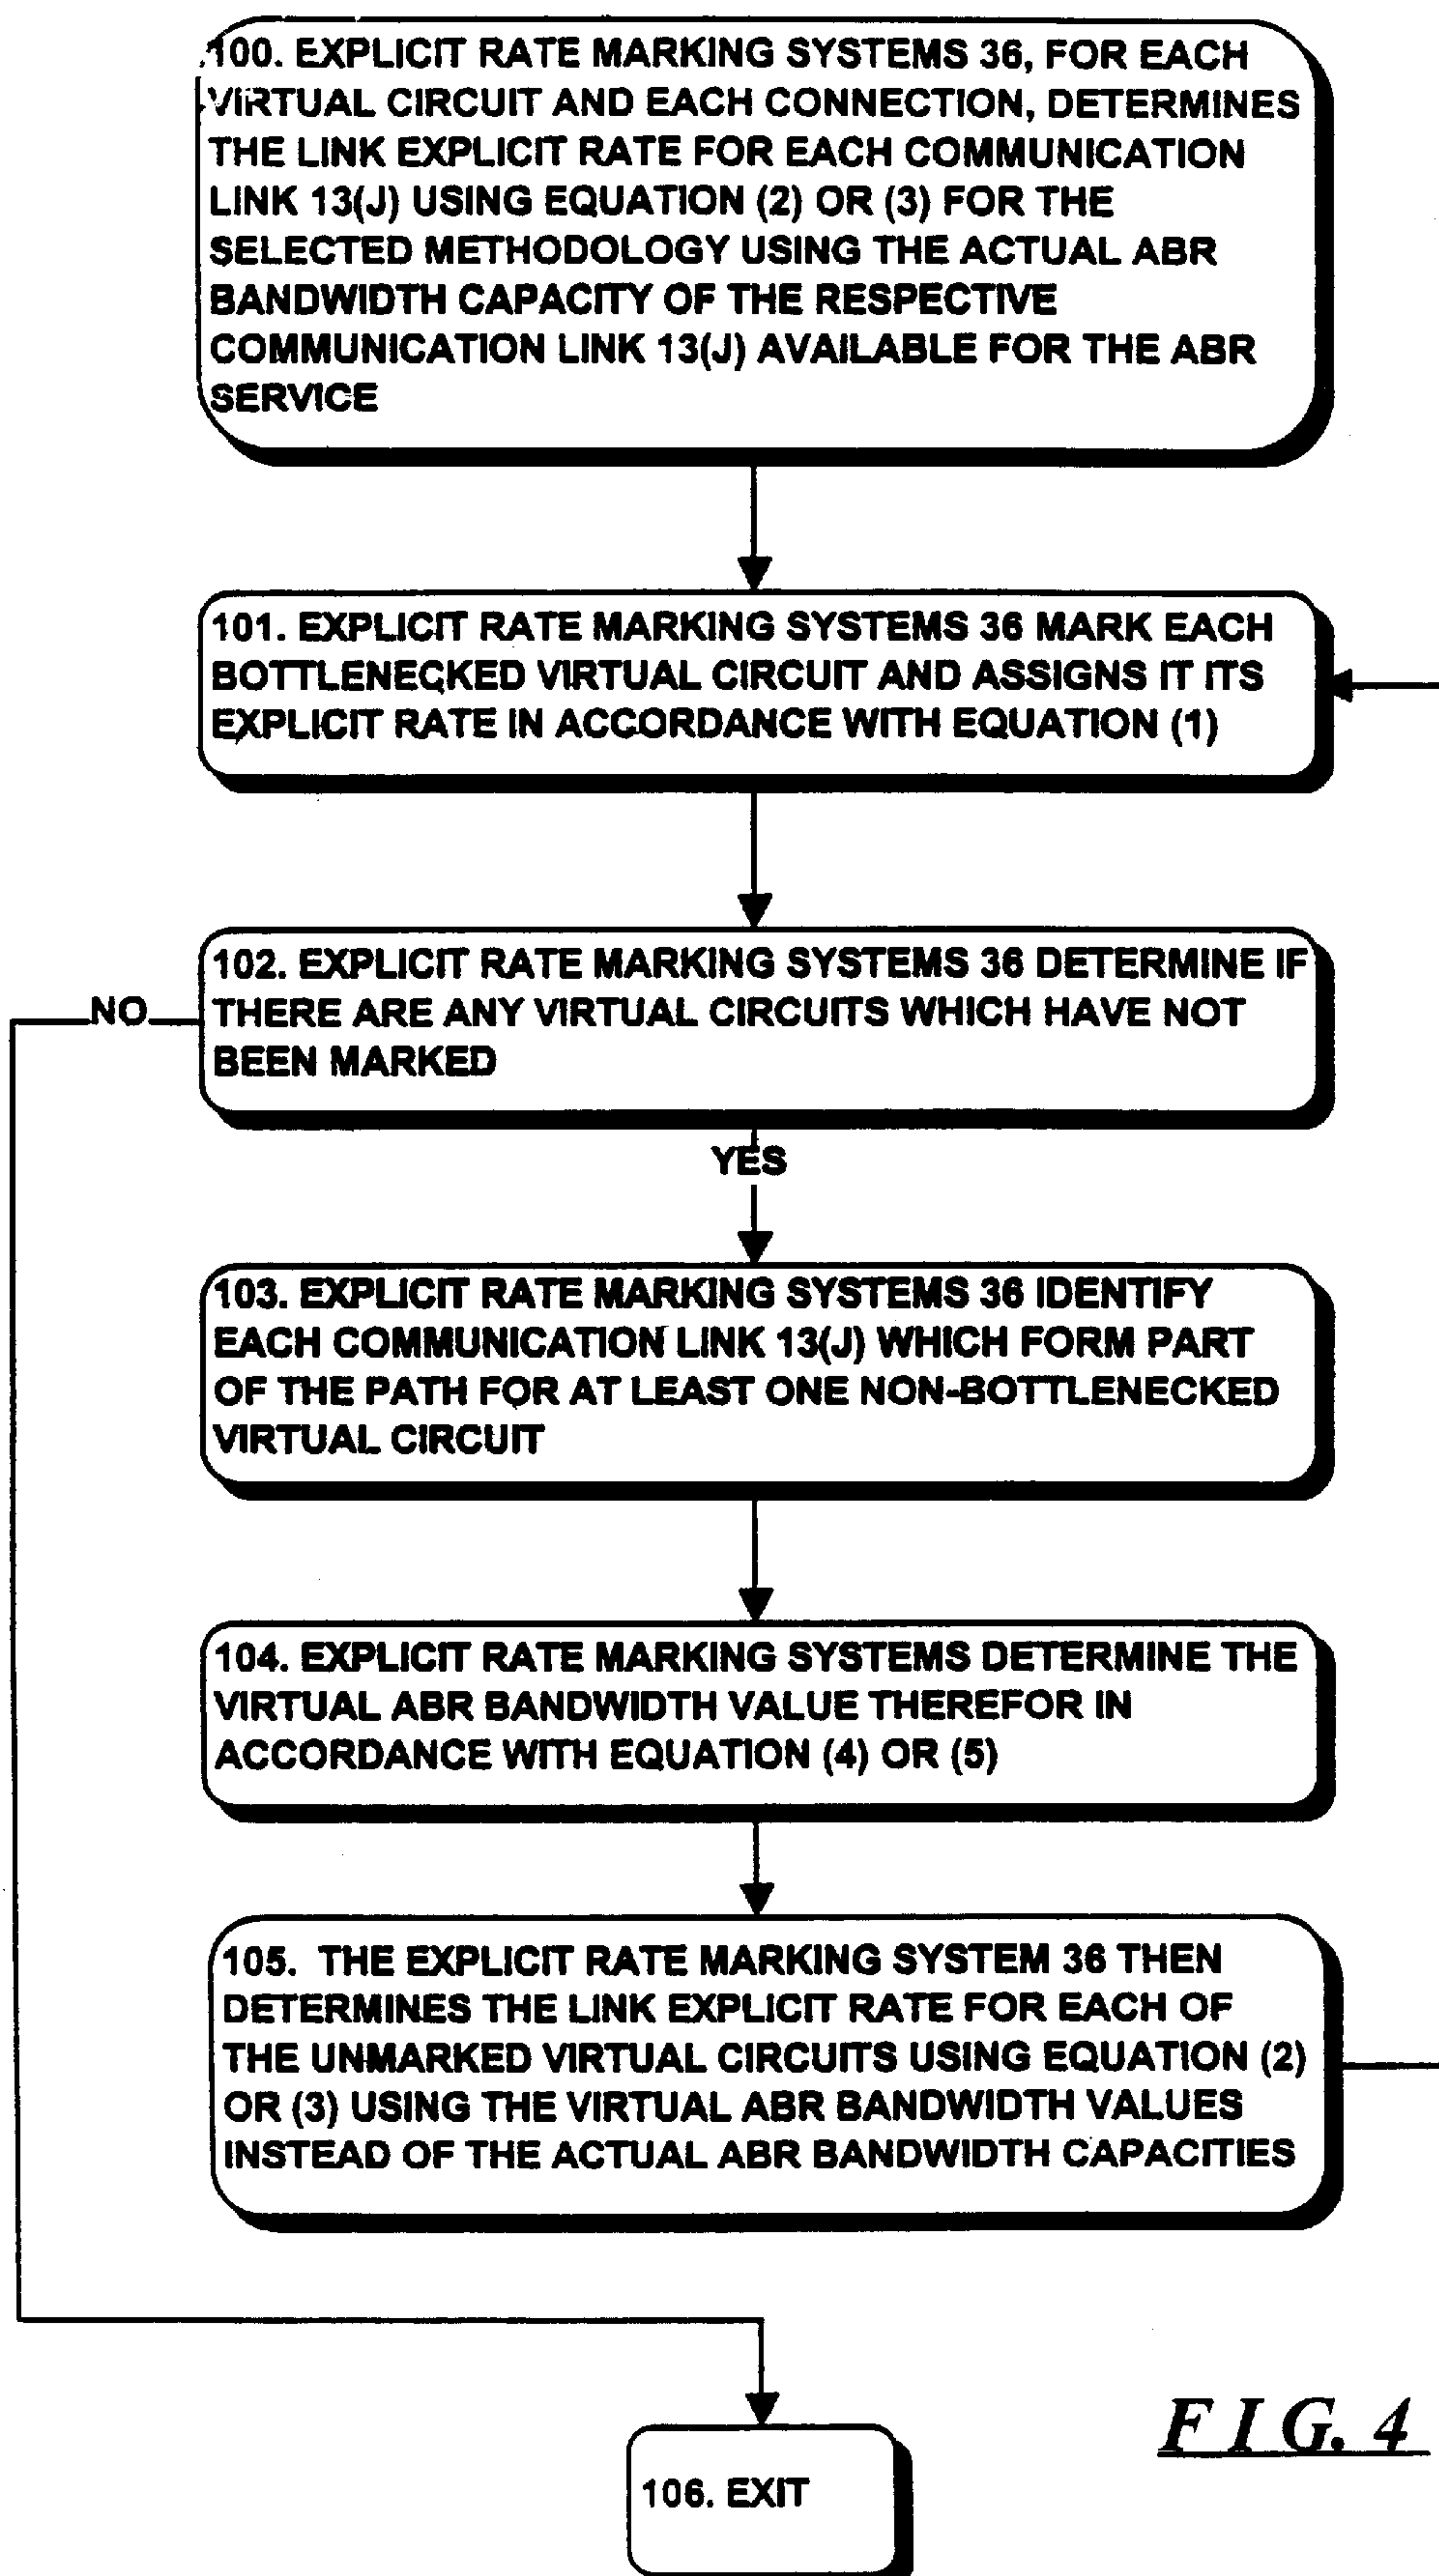 100. EXPLICIT RATE MARKING SYSTEMS 36, FOR EACH
VIRTUAL CIRCUIT AND EACH CONNECTION, DETERMINES
THE LINK EXPLICIT RATE FOR EACH COMMUNICATION
LINK 13(J) USING EQUATION (2) OR (3) FOR THE
SELECTED METHODOLOGY USING THE ACTUAL ABR
BANDWIDTH CAPACITY OF THE RESPECTIVE
COMMUNICATION LINK 13(J) AVAILABLE FOR THE ABR
SERVICE
101. EXPLICIT RATE MARKING SYSTEMS 36 MARK EACH
BOTTLENECKED VIRTUAL CIRCUIT AND ASSIGNS IT ITS
EXPLICIT RATE IN ACCORDANCE WITH EQUATION (1)
102. EXPLICIT RATE MARKING SYSTEMS 36 DETERMINE IF
THERE ARE ANY VIRTUAL CIRCUITS WHICH HAVE NOT
BEEN MARKED
NO
YES
103. EXPLICIT RATE MARKING SYSTEMS 36 IDENTIFY
EACH COMMUNICATION LINK 13(J) WHICH FORM PART
OF THE PATH FOR AT LEAST ONE NON-BOTTLENECKED
VIRTUAL CIRCUIT
104. EXPLICIT RATE MARKING SYSTEMS DETERMINE THE
VIRTUAL ABR BANDWIDTH VALUE THEREFOR IN
ACCORDANCE WITH EQUATION (4) OR (5)
105. THE EXPLICIT RATE MARKING SYSTEM 36 THEN
DETERMINES THE LINK EXPLICIT RATE FOR EACH OF
THE UNMARKED VIRTUAL CIRCUITS USING EQUATION (2)
OR (3) USING THE VIRTUAL ABR BANDWIDTH VALUES
INSTEAD OF THE ACTUAL ABR BANDWIDTH CAPACITIES
106. EXIT
FIG. 4